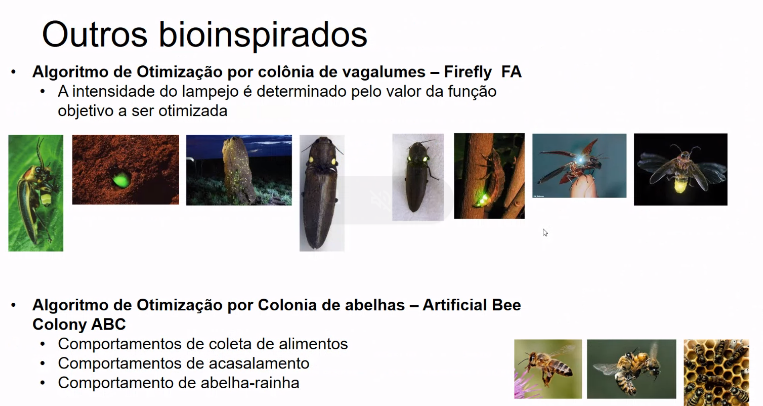 Outros bioinspirados
• Algoritmo de Otimização por colônia de vagalumes – Firefly FA
• A intensidade do lampejo é determinado pelo valor da função
objetivo a ser otimizada
• Algoritmo de Otimização por Colonia de abelhas – Artificial Bee
Colony ABC
• Comportamentos de coleta de alimentos
• Comportamentos de acasalamento
• Comportamento de abelha-rainha